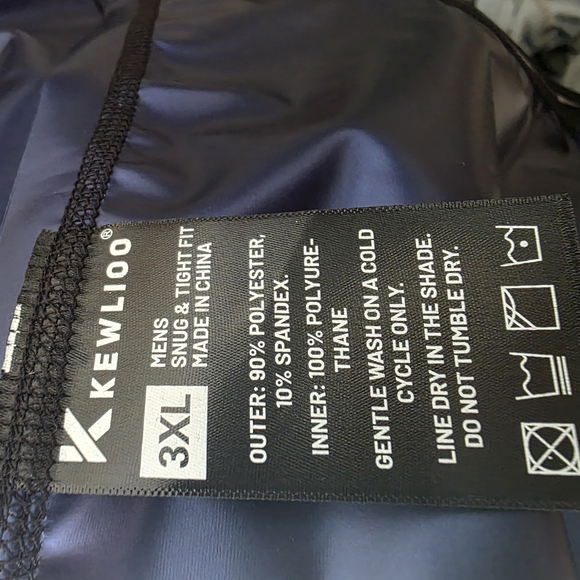 KEWLIOO®
3XL
MENS
SNUG & TIGHT FIT
MADE IN CHINA
OUTER: 90% POLYESTER,
10% SPANDEX.
INNER: 100% POLYURE-
THANE
GENTLE WASH ON A COLD
CYCLE ONLY.
LINE DRY IN THE SHADE.
DO NOT TUMBLE DRY.